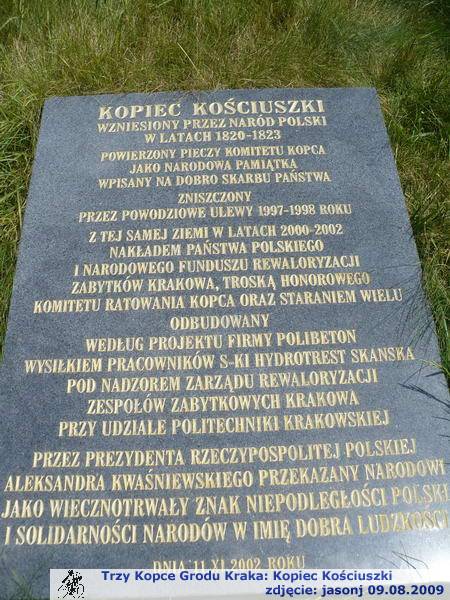 KOPIEC KOŚCIUSZKI
WZNIESIONY PRZEZ NARÓD POLSKI
W LATACH 1820-1823
POWIERZONY PIECZY KOMITETU KOPCA
JAKO NARODOWA PAMIĄTKA
WPISANY NA DOBRO SKARBU PAŃSTWA
ZNISZCZONY
PRZEZ POWODZIOWE ULEWY 1997-1998 ROKU
Z TEJ SAMEJ ZIEMI W LATACH 2000-2002
NAKŁADEM PAŃSTWA POLSKIEGO
I NARODOWEGO FUNDUSZU REWALORYZACJI
ZABYTKÓW KRAKOWA, TROSKĄ HONOROWEGO
KOMITETU RATOWANIA KOPCA ORAZ STARANIEM WIELU
ODBUDOWANY
WEDŁUG PROJEKTU FIRMY POLIBETON
WYSIŁKIEM PRACOWNIKÓW S-KI HYDROTREST SKANSKA
POD NADZOREM ZARZĄDU REWALORYZACJI
ZESPOŁÓW ZABYTKOWYCH KRAKOWA
PRZY UDZIALE POLITECHNIKI KRAKOWSKIEJ
PRZEZ PREZYDENTA RZECZYPOSPOLITEJ POLSKIEJ
ALEKSANDRA KWAŚNIEWSKIEGO PRZEKAZANY NARODOWI
JAKO WIECZNOTRWAŁY ZNAK NIEPODLEGŁOŚCI POLSKI
I SOLIDARNOŚCI NARODÓW W IMIĘ DOBRA LUDZKOŚCI
DNIA 11 XI 2002 ROKU
Trzy Kopce Grodu Kraka: Kopiec Kościuszki
zdjęcie: jasonj 09.08.2009